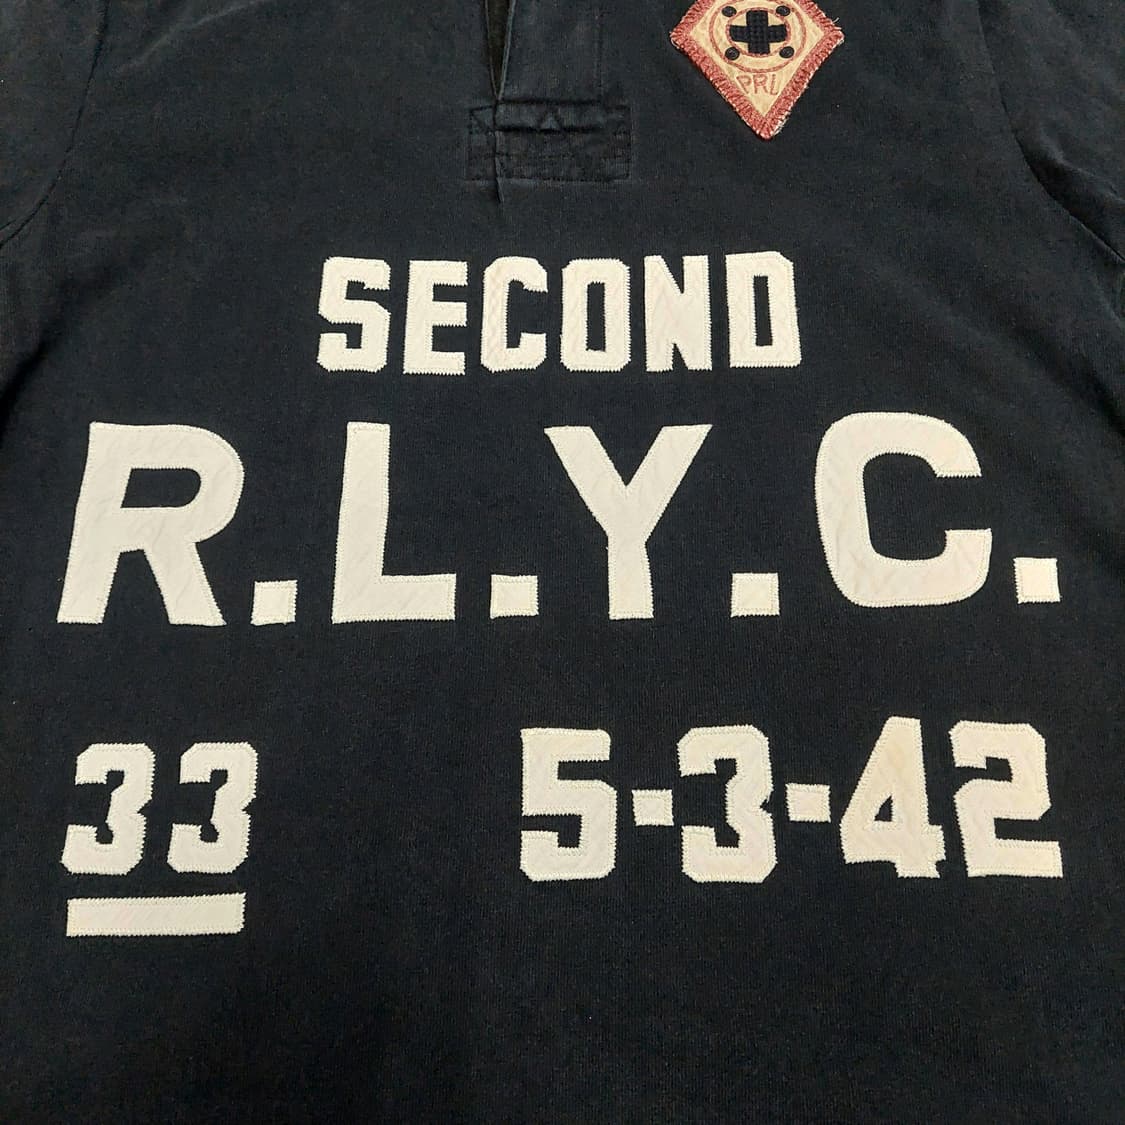 PRL
SECOND
R.L.Y.C.
33 5-3-42